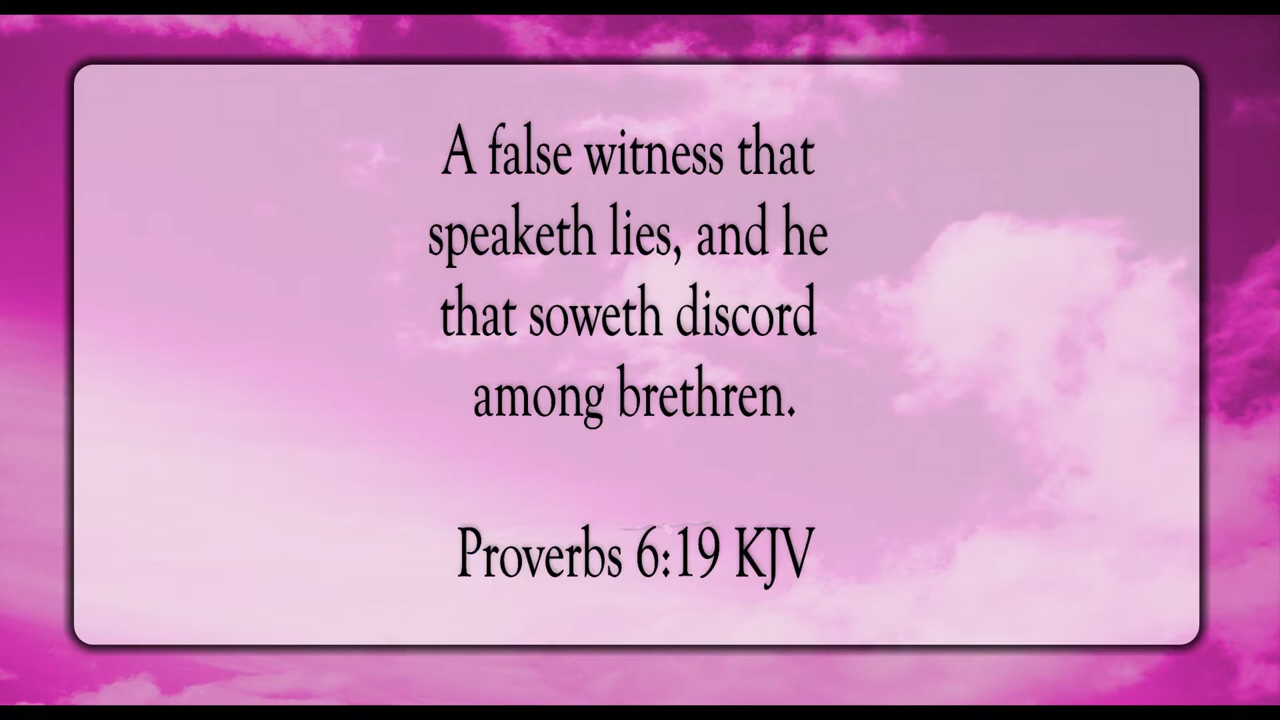 A false witness that
speaketh lies, and he
that soweth discord
among brethren.
Proverbs 6:19 KJV